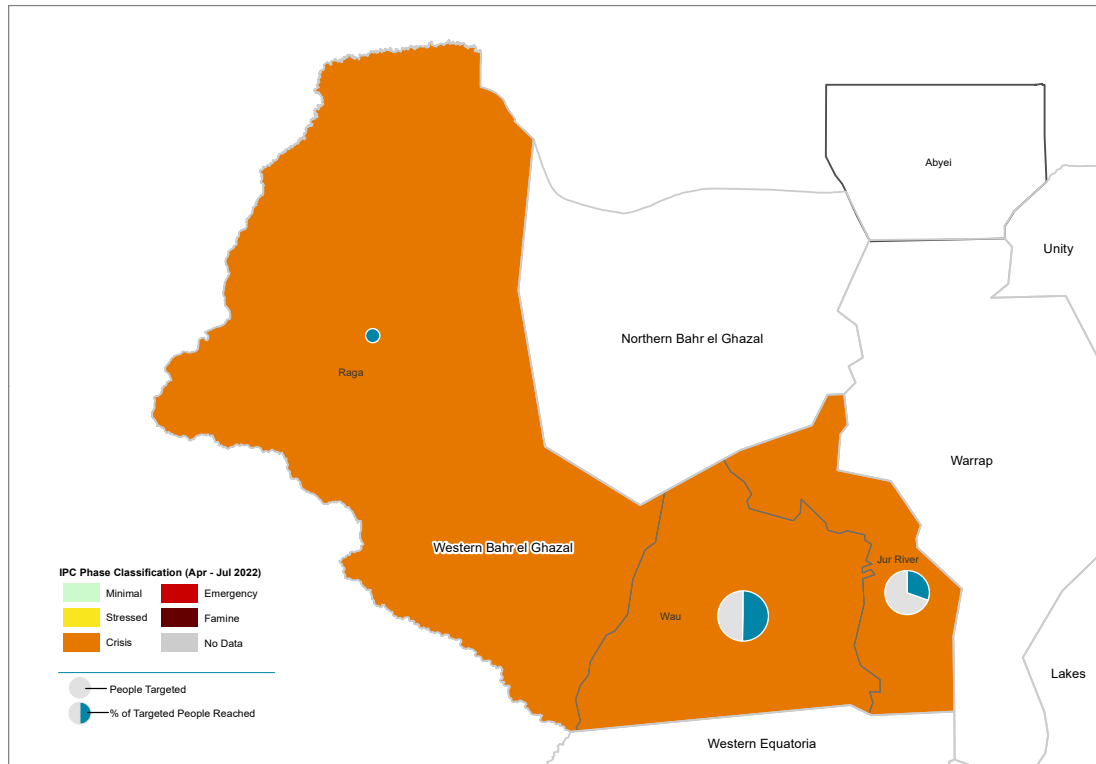 Abyei
Unity
Northern Bahr el Ghazal
Raga
Warrap
Western Bahr el Ghazal
Jur River
Wau
Lakes
Western Equatoria
IPC Phase Classification (Apr - Jul 2022)
Minimal
Emergency
Stressed
Famine
Crisis
No Data
People Targeted
% of Targeted People Reached